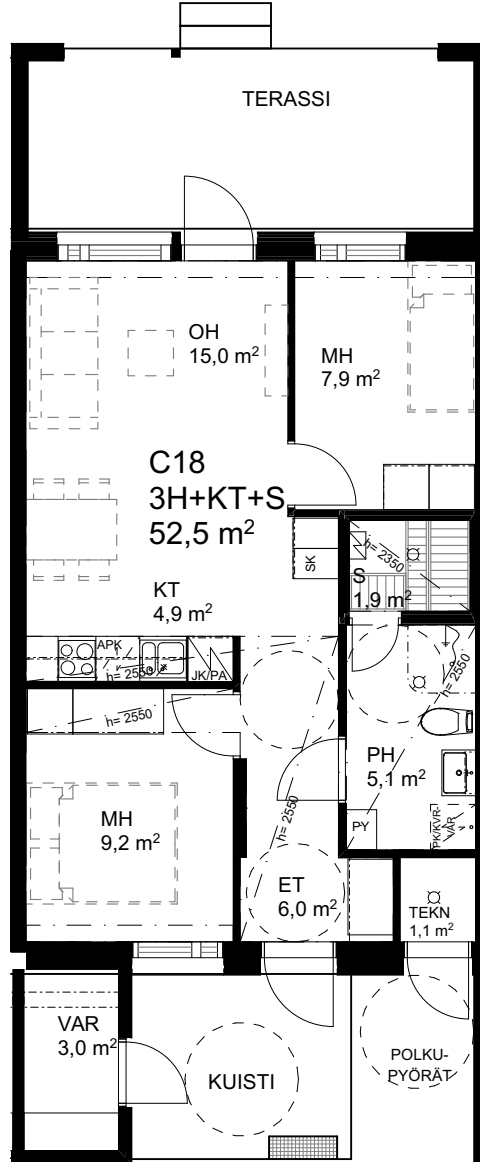 TERASSI
OH
15,0 m²
MH
7,9 m²
C18
3H+KT+S
52,5 m²
SK
h= 2350
S
1,9 m²
KT
4,9 m²
APK
h= 2550
JK/PA
h= 2550
h= 2550
h= 2550
PH
5,1 m²
MH
9,2 m²
PY
PK/KVR-
VAR
ET
6,0 m²
TEKN
1,1 m²
VAR
3,0 m²
KUISTI
POLKU-
PYÖRÄT